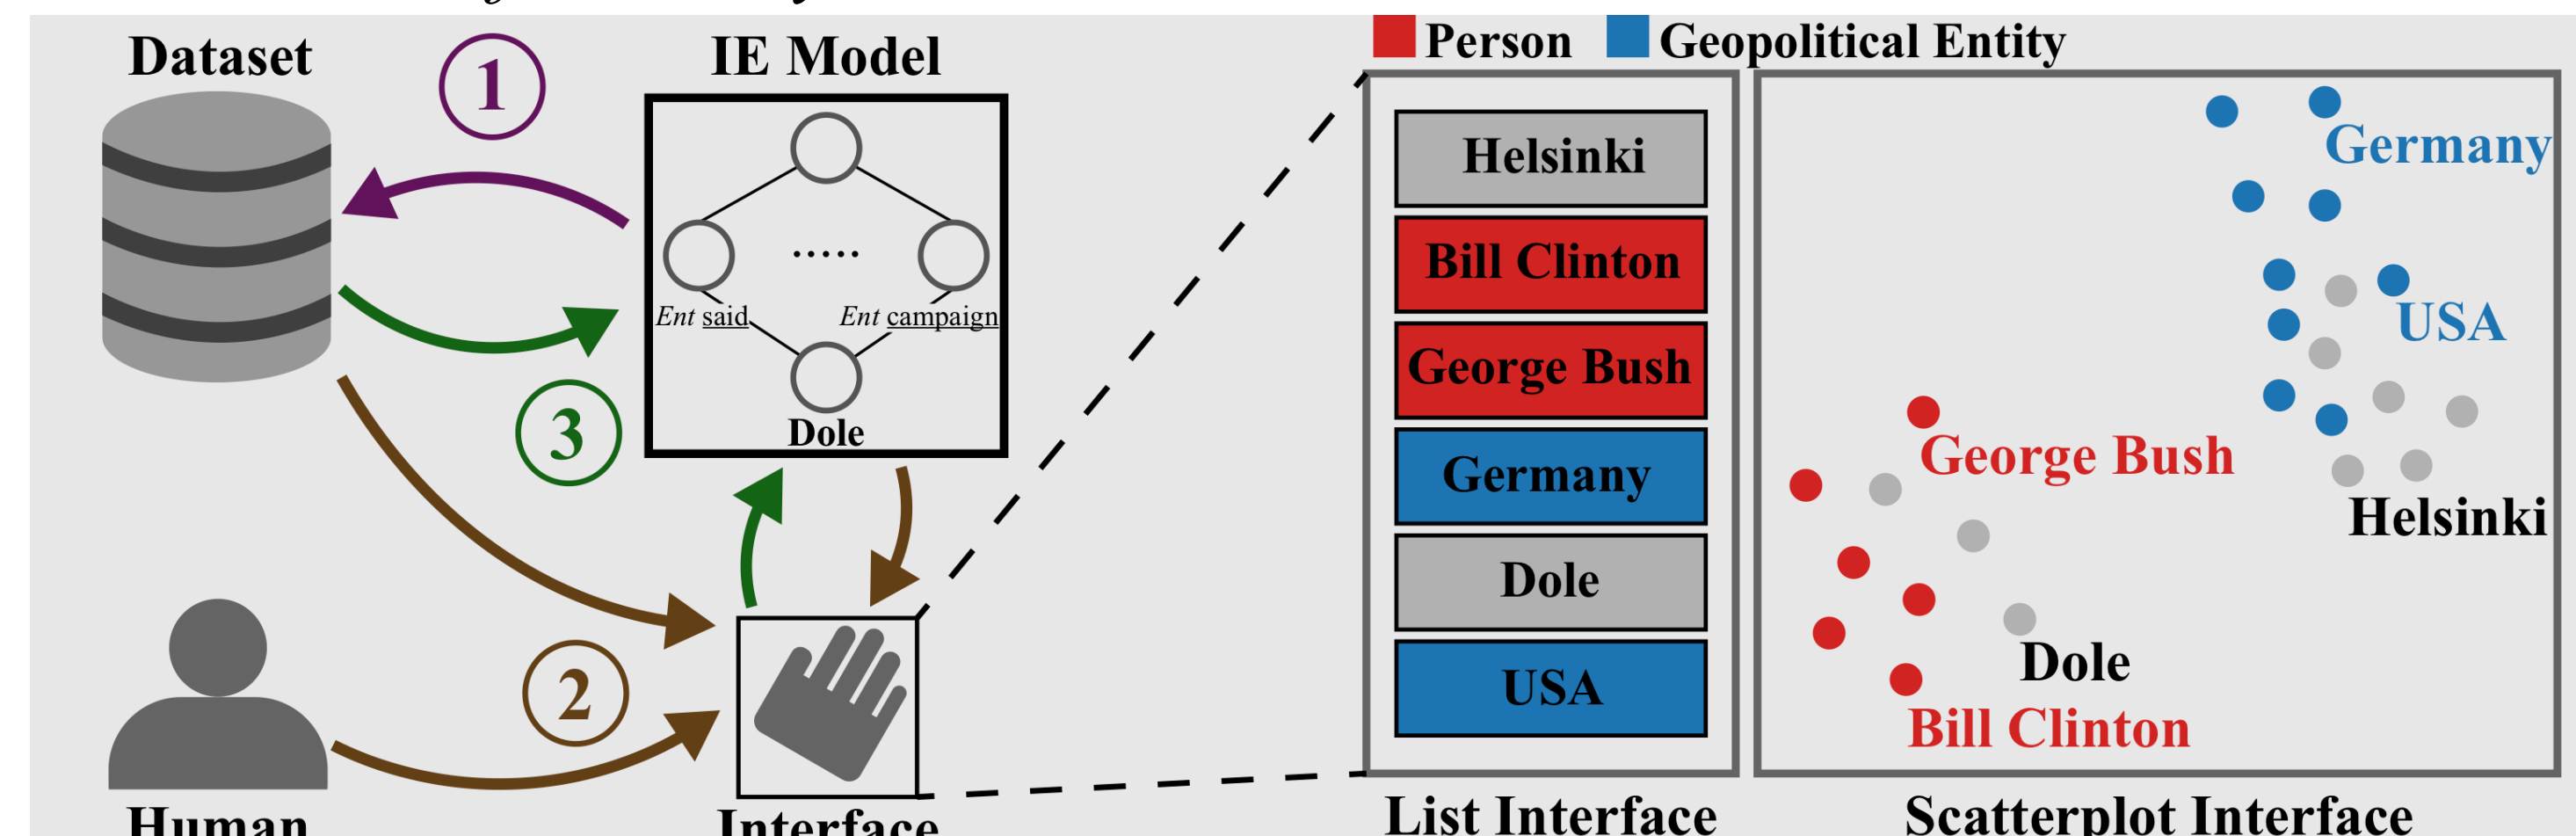 Dataset
1
IE Model
Ent said
.....
Ent campaign
Dole
3
2
Human
Interface
Person
Geopolitical Entity
Helsinki
Bill Clinton
George Bush
Germany
Dole
USA
List Interface
Germany
USA
George Bush
Helsinki
Dole
Bill Clinton
Scatterplot Interface